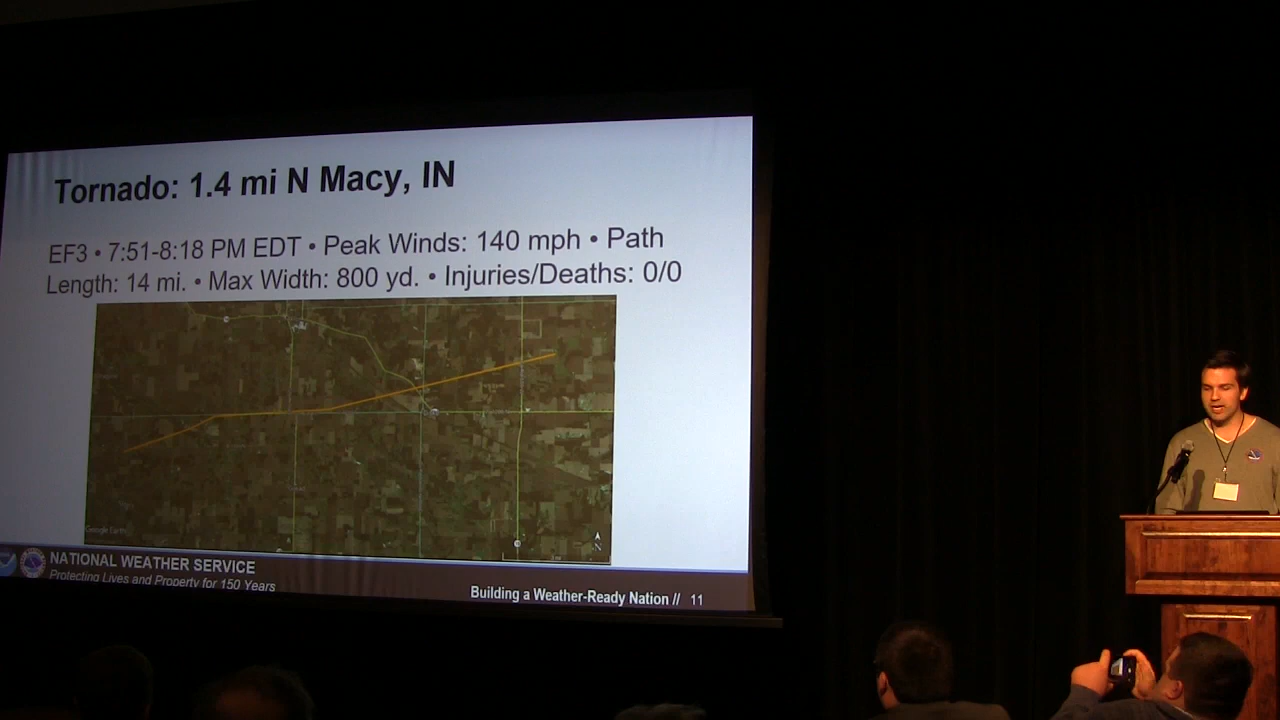 Tornado: 1.4 mi N Macy, IN
EF3 • 7:51-8:18 PM EDT • Peak Winds: 140 mph • Path
Length: 14 mi. • Max Width: 800 yd. • Injuries/Deaths: 0/0
Google Earth
NATIONAL WEATHER SERVICE
Protecting Lives and Property for 150 Years
Building a Weather-Ready Nation // 11